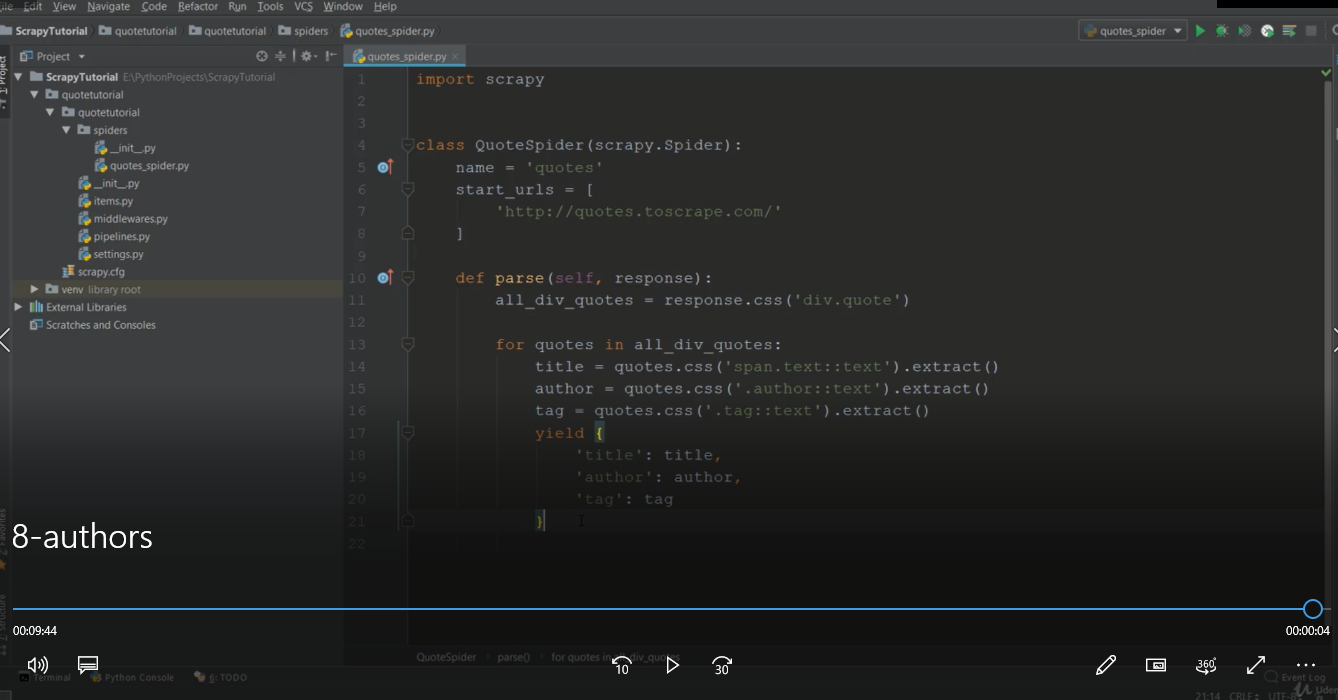 File Edit View Navigate Code Refactor Run Tools VCS Window Help
ScrapyTutorial quotetutorial quotetutorial spiders quotes_spider.py quotes_spider
Project quotes_spider.py
1: Project
ScrapyTutorial E:\PythonProjects\ScrapyTutorial
quotetutorial
quotetutorial
spiders
__init__.py
quotes_spider.py
__init__.py
items.py
middlewares.py
pipelines.py
settings.py
scrapy.cfg
venv library root
External Libraries
Scratches and Consoles
1 import scrapy
2
3
4 class QuoteSpider(scrapy.Spider):
5 name = 'quotes'
6 start_urls = [
7 'http://quotes.toscrape.com/'
8 ]
9
10 def parse(self, response):
11 all_div_quotes = response.css('div.quote')
12
13 for quotes in all_div_quotes:
14 title = quotes.css('span.text::text').extract()
15 author = quotes.css('.author::text').extract()
16 tag = quotes.css('.tag::text').extract()
17 yield {
18 'title': title,
19 'author': author,
20 'tag': tag
21 }
22
2: Favorites
Z: Structure
8-authors
00:09:44 00:00:04
QuoteSpider parse() for quotes in all_div_quotes
10 30 360
Terminal Python Console 6: TODO Event Log
21:14 CRLF: UTF-8